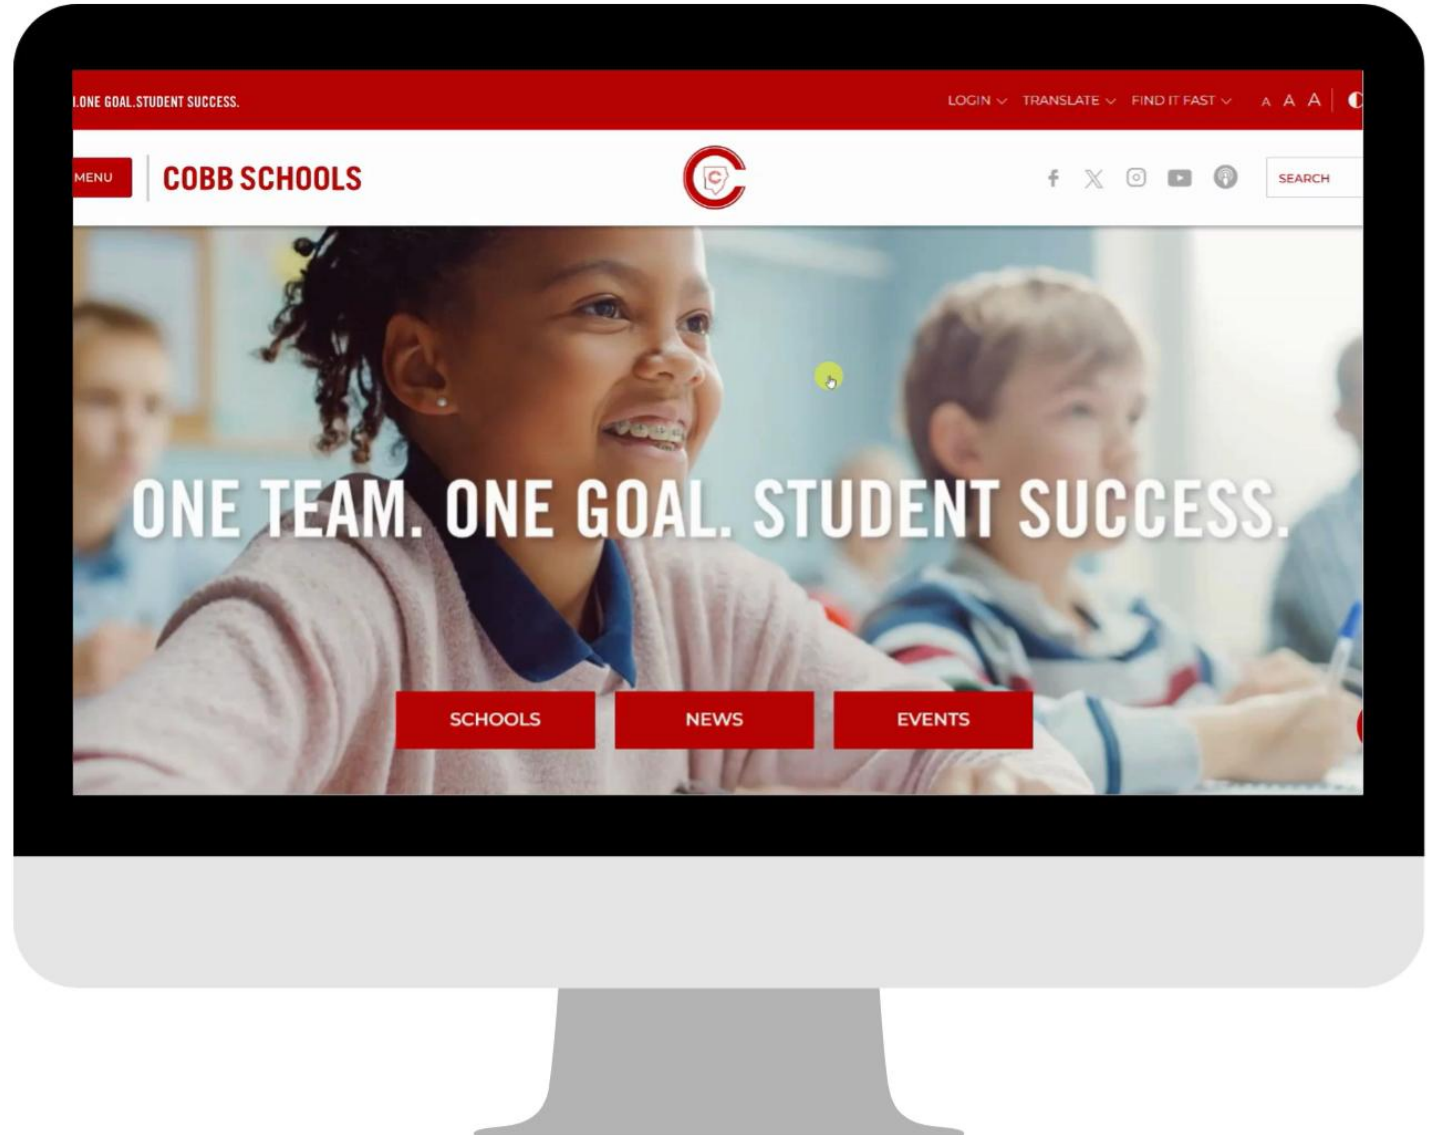 .ONE GOAL.STUDENT SUCCESS.
LOGIN TRANSLATE FIND IT FAST A A A
MENU
COBB SCHOOLS
C
SEARCH
ONE TEAM. ONE GOAL. STUDENT SUCCESS.
SCHOOLS NEWS EVENTS